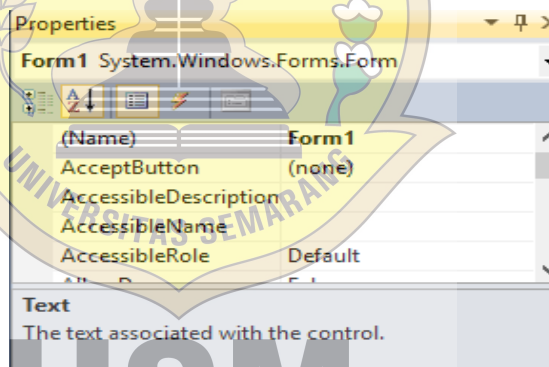 Properties
Form1 System.Windows.Forms.Form
(Name) Form1
AcceptButton (none)
AccessibleDescription
AccessibleName
AccessibleRole Default
UNIVERSITAS SEMARANG
Text
The text associated with the control.
USM